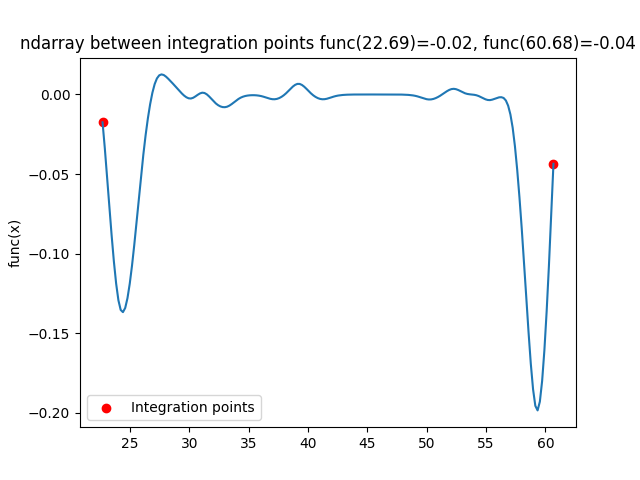 ndarray between integration points func(22.69)=-0.02, func(60.68)=-0.04
func(x)
0.00
−0.05
−0.10
−0.15
−0.20
Integration points
25 30 35 40 45 50 55 60